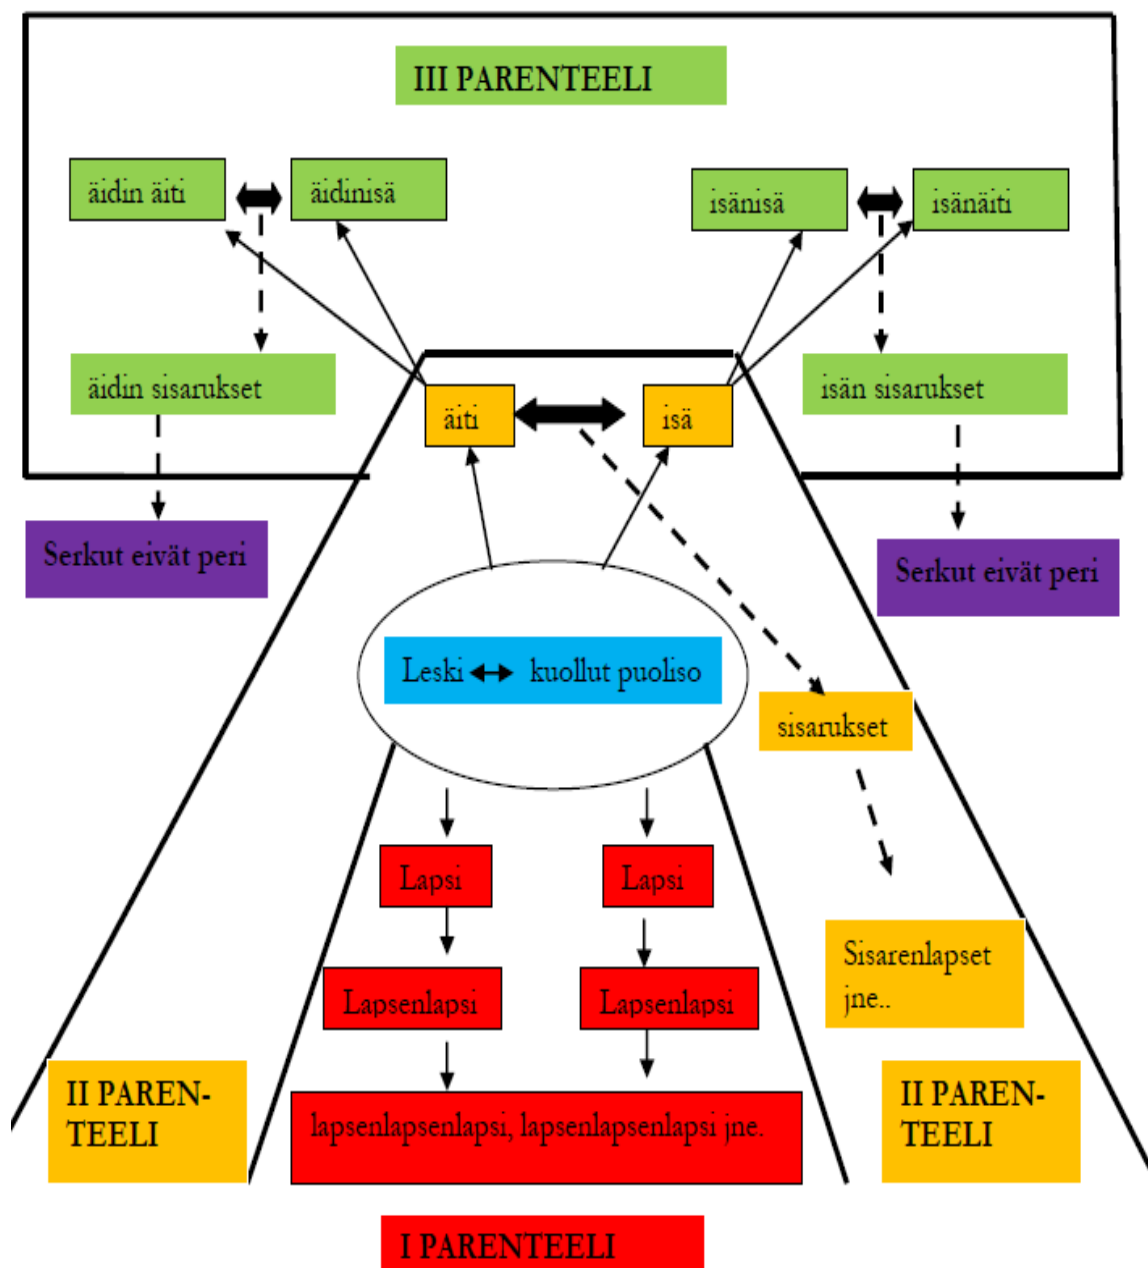 III PARENTEELI
äidin äiti
äidinisä
isänisä
isänäiti
äidin sisarukset
isän sisarukset
äiti
isä
Serkut eivät peri
Serkut eivät peri
Leski
kuollut puoliso
sisarukset
Lapsi
Lapsi
Sisarenlapset
jne..
Lapsenlapsi
Lapsenlapsi
II PAREN-
TEELI
II PAREN-
TEELI
lapsenlapsenlapsi, lapsenlapsenlapsi jne.
I PARENTEELI